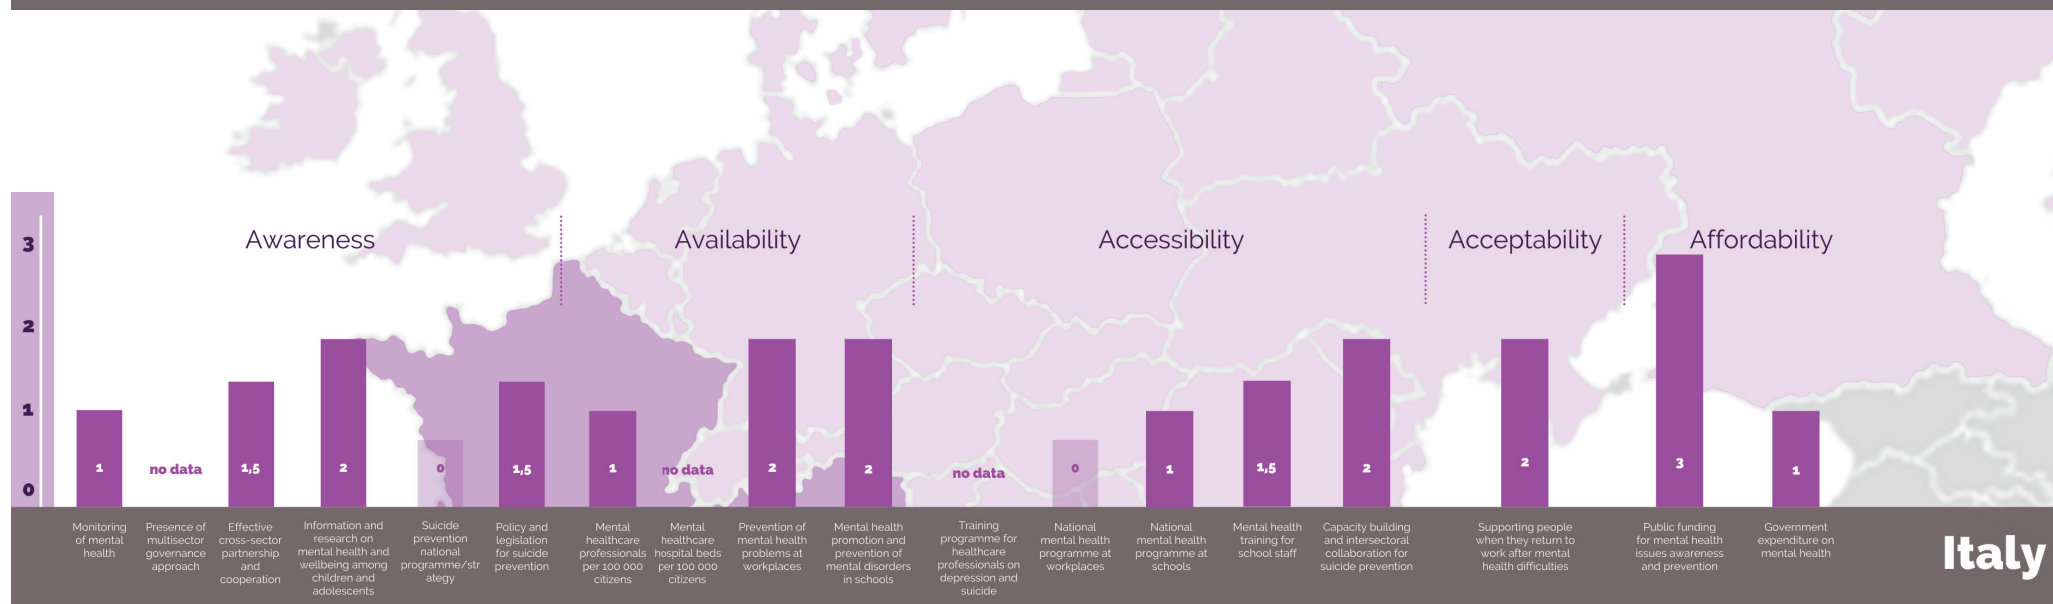 Awareness
Availability
Accessibility
Acceptability
Affordability
3
2
1
0
1
no data
1,5
2
0
1,5
1
no data
2
2
no data
0
1
1,5
2
2
3
1
Monitoring
of mental
health
Presence of
multisector
governance
approach
Effective
cross-sector
partnership
and
cooperation
Information and
research on
mental health and
wellbeing among
children and
adolescents
Suicide
prevention
national
programme/str
ategy
Policy and
legislation
for suicide
prevention
Mental
healthcare
professionals
per 100 000
citizens
Mental
healthcare
hospital beds
per 100 000
citizens
Prevention of
mental health
problems at
workplaces
Mental health
promotion and
prevention of
mental disorders
in schools
Training
programme for
healthcare
professionals on
depression and
suicide
National
mental health
programme at
workplaces
National
mental health
programme at
schools
Mental health
training for
school staff
Capacity building
and intersectoral
collaboration for
suicide prevention
Supporting people
when they return to
work after mental
health difficulties
Public funding
for mental health
issues awareness
and prevention
Government
expenditure on
mental health
Italy